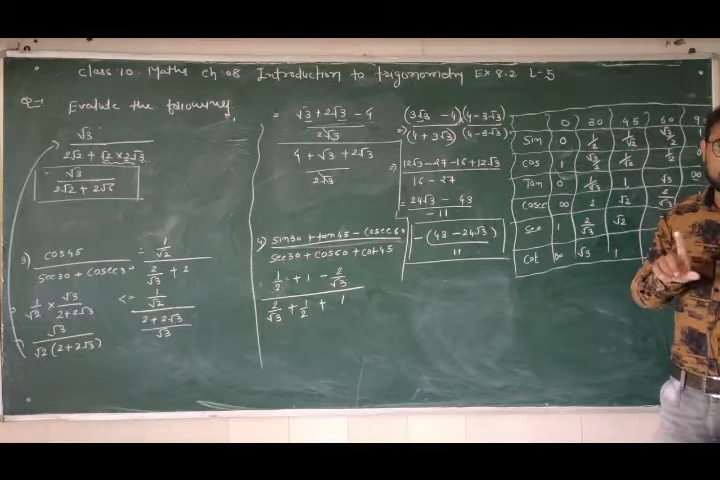 Class 10 Maths Ch:08 Introduction to trigonometry EX 8.2 L-5
Q-1 Evalute the following
√3
2√2 + √2 × 2√3
√3
2√2 + 2√6
3) cos45 / sec30 + cosec30 = 1/√2 / 2/√3 + 2
1/√2 × √3 / 2+2√3 <= 1/√2 / 2+2√3 / √3
√3 / √2 (2+2√3)
= √3 + 2√3 - 4 / 2√3
4 + √3 + 2√3 / 2√3
4) sin30 + tan45 - cosec60
sec30 + cos60 + cot45
= 1/2 + 1 - 2/√3
2/√3 + 1/2 + 1
(3√3 - 4)(4-3√3)
(4+3√3) (4-3√3)
12√3 - 27 - 16 + 12√3
16 - 27
= 24√3 - 43
-11
-(43 - 24√3)
11
0 30 45 60
Sin 0 1/2 1/√2 √3/2
Cos 1 √3/2 1/√2 1/2
Tan 0 1/√3 1 √3 ∞
Cosec ∞ 2 √2 2/√3
Sec 1 2/√3 √2
Cot ∞ √3 1